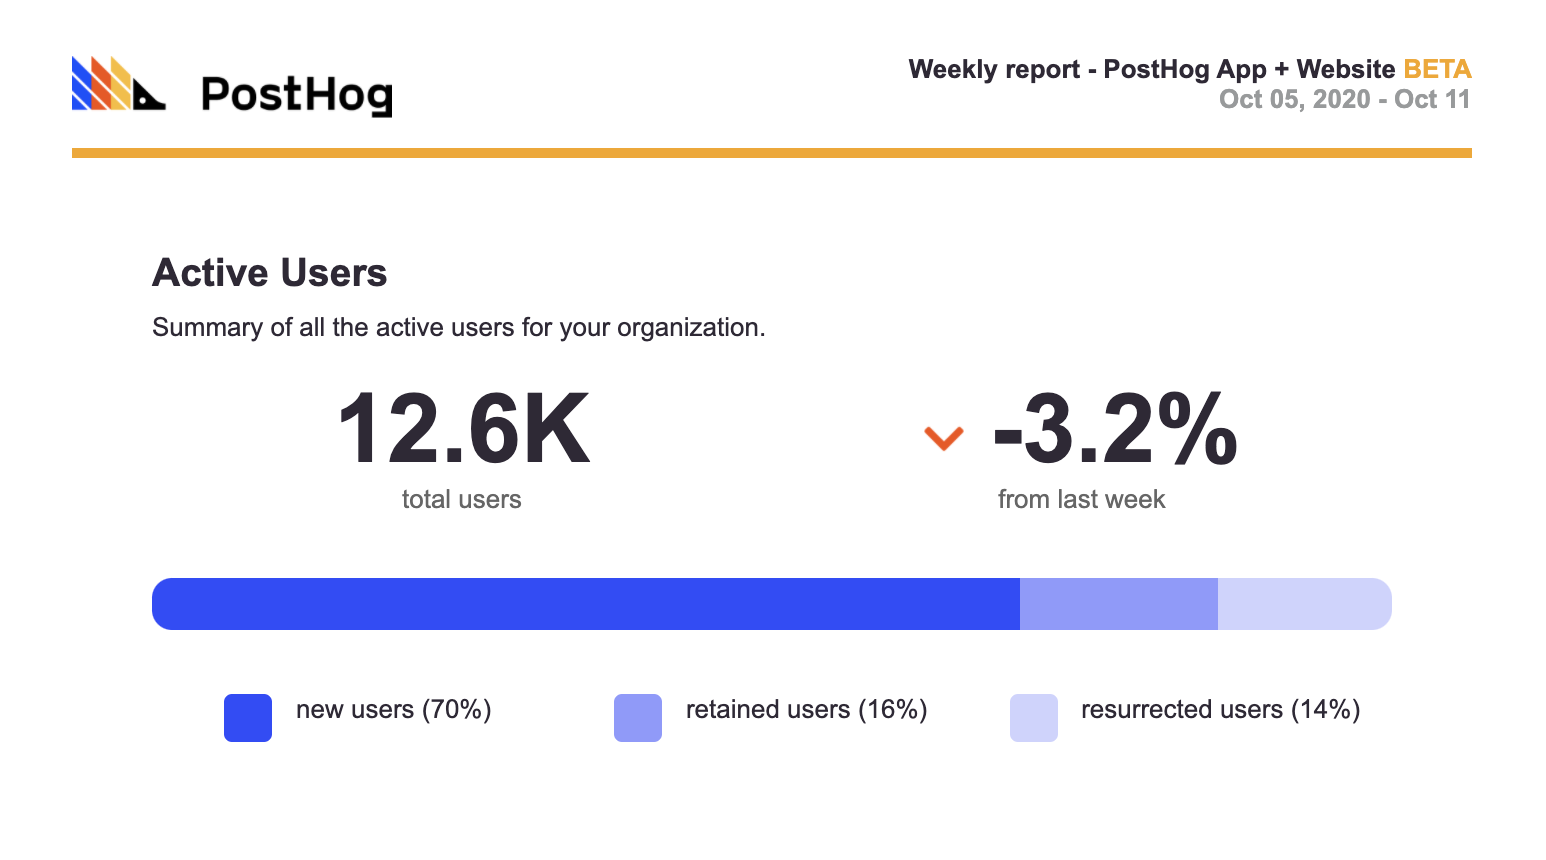 PostHog
Weekly report - PostHog App + Website BETA
Oct 05, 2020 - Oct 11
Active Users
Summary of all the active users for your organization.
12.6K
total users
-3.2%
from last week
new users (70%)
retained users (16%)
resurrected users (14%)